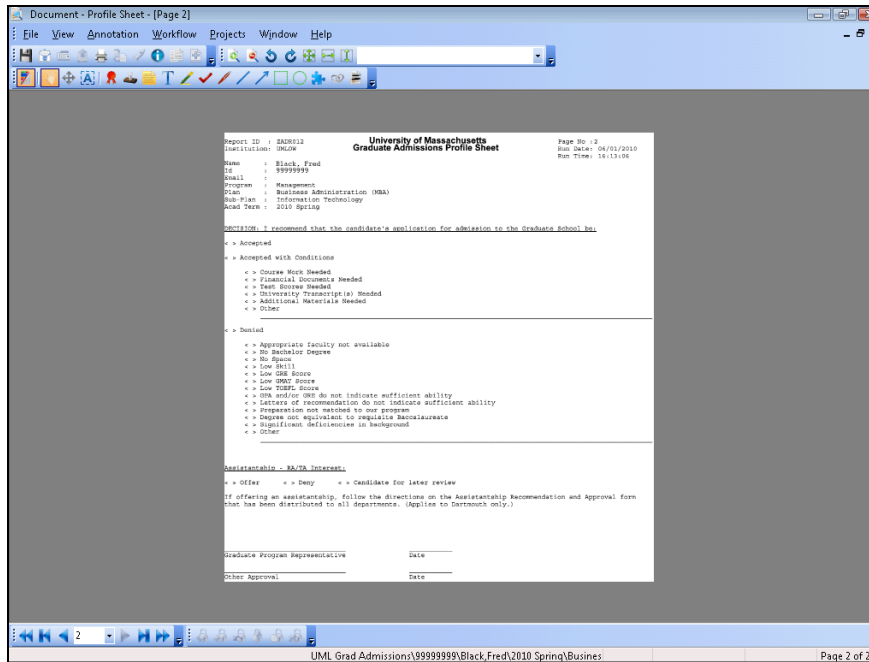 Document - Profile Sheet - [Page 2]
File View Annotation Workflow Projects Window Help
Report ID : ZADR012 University of Massachusetts Page No :2
Institution: UMLOW Graduate Admissions Profile Sheet Run Date: 06/01/2010
Run Time: 16:13:06
Name : Black, Fred
Id : 99999999
Email :
Program : Management
Plan : Business Administration (MBA)
Sub-Plan : Information Technology
Acad Term : 2010 Spring
DECISION: I recommend that the candidate's application for admission to the Graduate School be:
< > Accepted
< > Accepted with Conditions
< > Course Work Needed
< > Financial Documents Needed
< > Test Scores Needed
< > University Transcript(s) Needed
< > Additional Materials Needed
< > Other
< > Denied
< > Appropriate faculty not available
< > No Bachelor Degree
< > No Space
< > Low Skill
< > Low GRE Score
< > Low GMAT Score
< > Low TOEFL Score
< > GPA and/or GRE do not indicate sufficient ability
< > Letters of recommendation do not indicate sufficient ability
< > Preparation not matched to our program
< > Degree not equivalent to requisite Baccalaureate
< > Significant deficiencies in background
< > Other
Assistantship - RA/TA Interest:
< > Offer < > Deny < > Candidate for later review
If offering an assistantship, follow the directions on the Assistantship Recommendation and Approval form
that has been distributed to all departments. (Applies to Dartmouth only.)
Graduate Program Representative Date
Other Approval Date
2
UML Grad Admissions\99999999\Black,Fred\2010 Spring\Busines Page 2 of 2